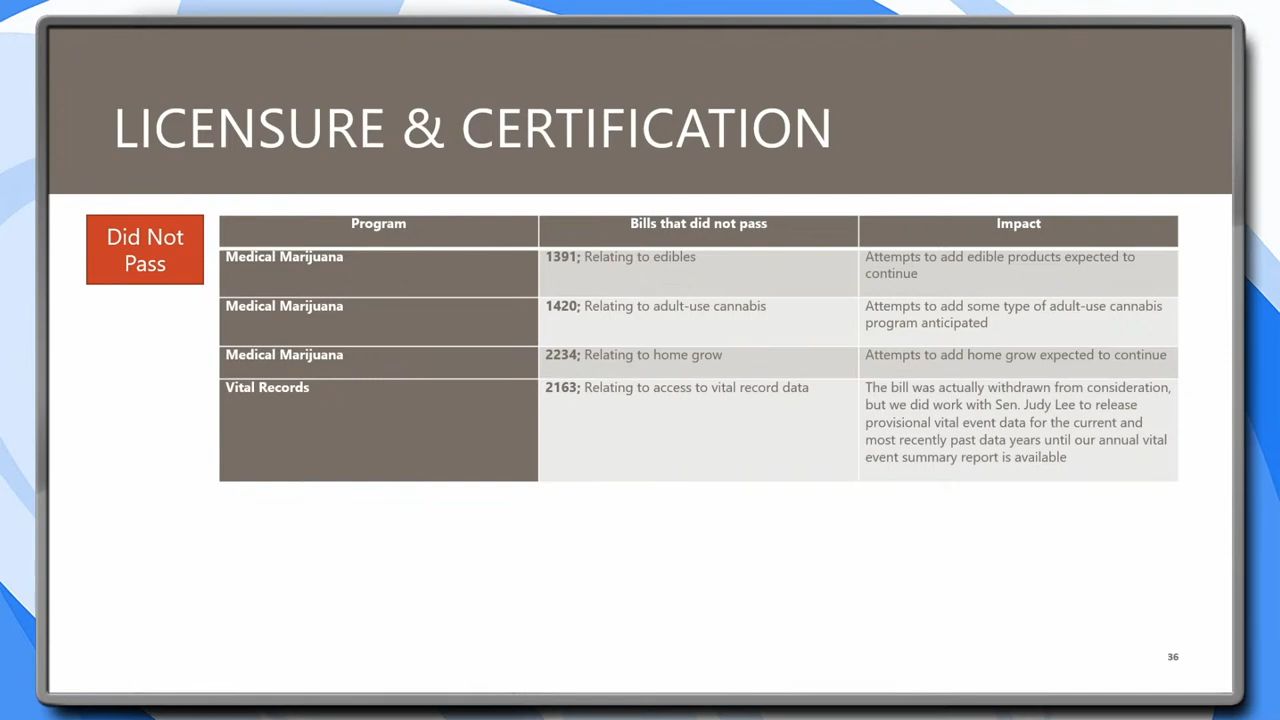 LICENSURE & CERTIFICATION
Did Not
Pass
Program
Bills that did not pass
Impact
Medical Marijuana
1391; Relating to edibles
Attempts to add edible products expected to
continue
Medical Marijuana
1420; Relating to adult-use cannabis
Attempts to add some type of adult-use cannabis
program anticipated
Medical Marijuana
2234; Relating to home grow
Attempts to add home grow expected to continue
Vital Records
2163; Relating to access to vital record data
The bill was actually withdrawn from consideration,
but we did work with Sen. Judy Lee to release
provisional vital event data for the current and
most recently past data years until our annual vital
event summary report is available
36